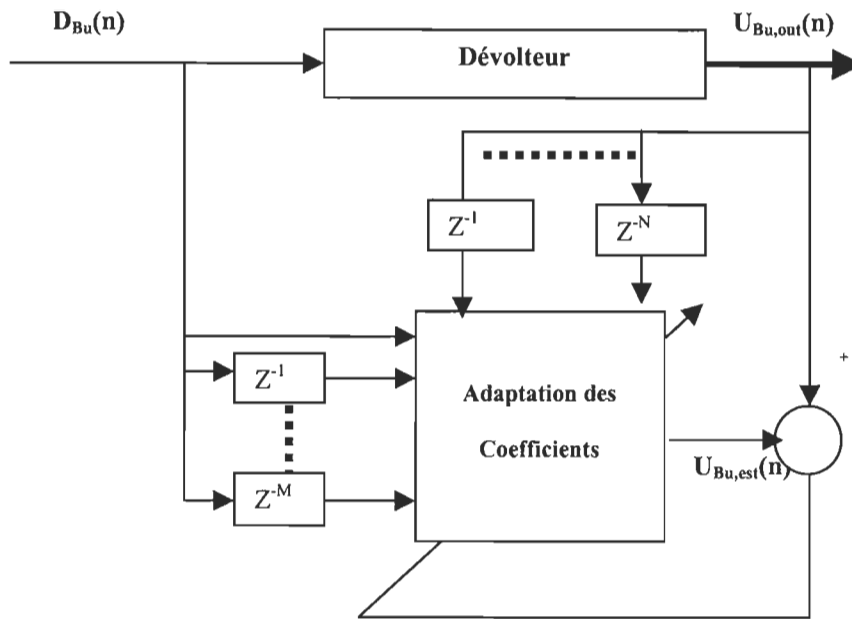 D_Bu(n)
U_Bu,out(n)
Dévolteur
Z^-1
Z^-N
Z^-1
+
Adaptation des
Coefficients
U_Bu,est(n)
Z^-M